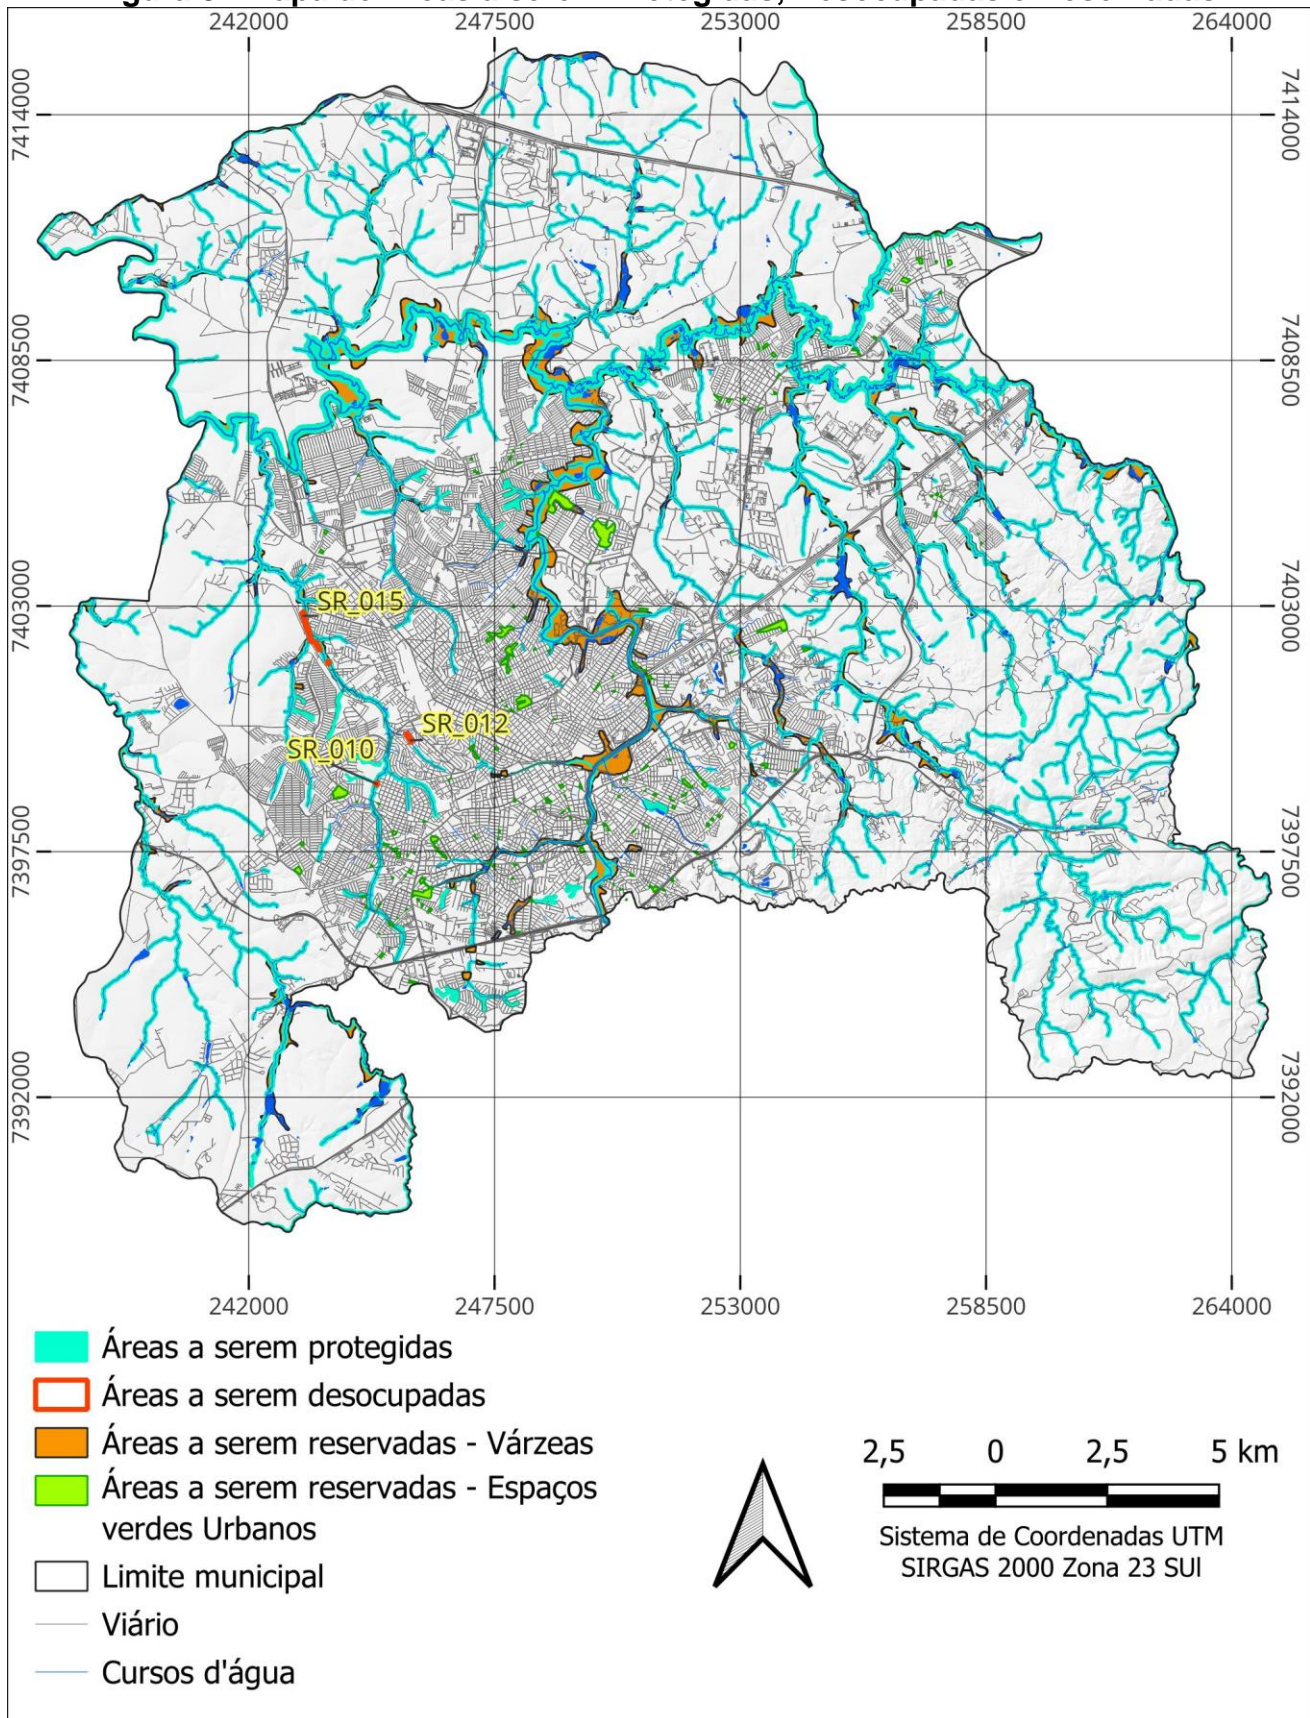 242000 247500 253000 258500 264000
7414000 7414000
7408500 7408500
7403000 7403000
SR_015
SR_012
SR_010
7397500 7397500
7392000 7392000
242000 247500 253000 258500 264000
Áreas a serem protegidas
Áreas a serem desocupadas
Áreas a serem reservadas - Várzeas
Áreas a serem reservadas - Espaços
verdes Urbanos
Limite municipal
Viário
Cursos d'água
2,5 0 2,5 5 km
Sistema de Coordenadas UTM
SIRGAS 2000 Zona 23 SUl